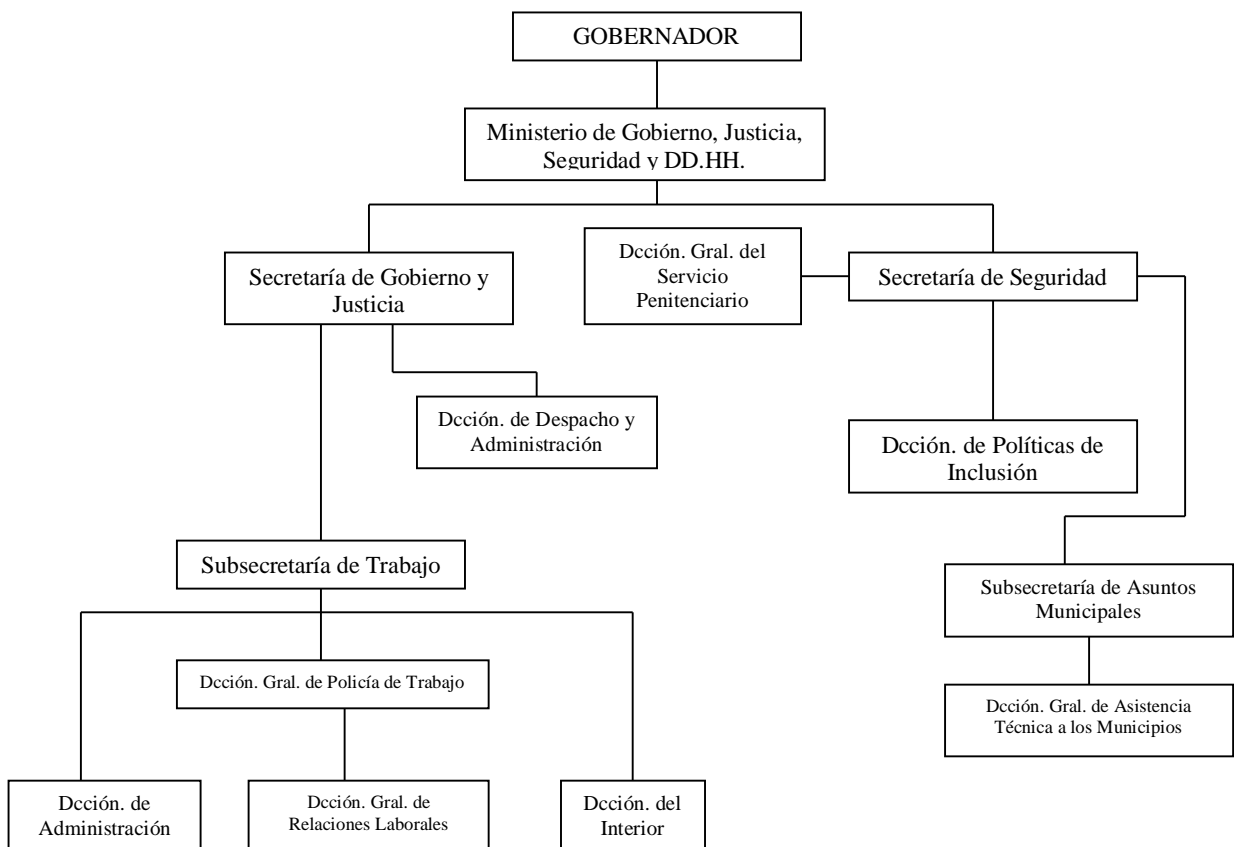 GOBERNADOR
Ministerio de Gobierno, Justicia,
Seguridad y DD.HH.
Secretaría de Gobierno y
Justicia
Dcción. Gral. del
Servicio
Penitenciario
Secretaría de Seguridad
Dcción. de Despacho y
Administración
Dcción. de Políticas de
Inclusión
Subsecretaría de Trabajo
Subsecretaría de Asuntos
Municipales
Dcción. Gral. de Policía de Trabajo
Dcción. Gral. de Asistencia
Técnica a los Municipios
Dcción. de
Administración
Dcción. Gral. de
Relaciones Laborales
Dcción. del
Interior